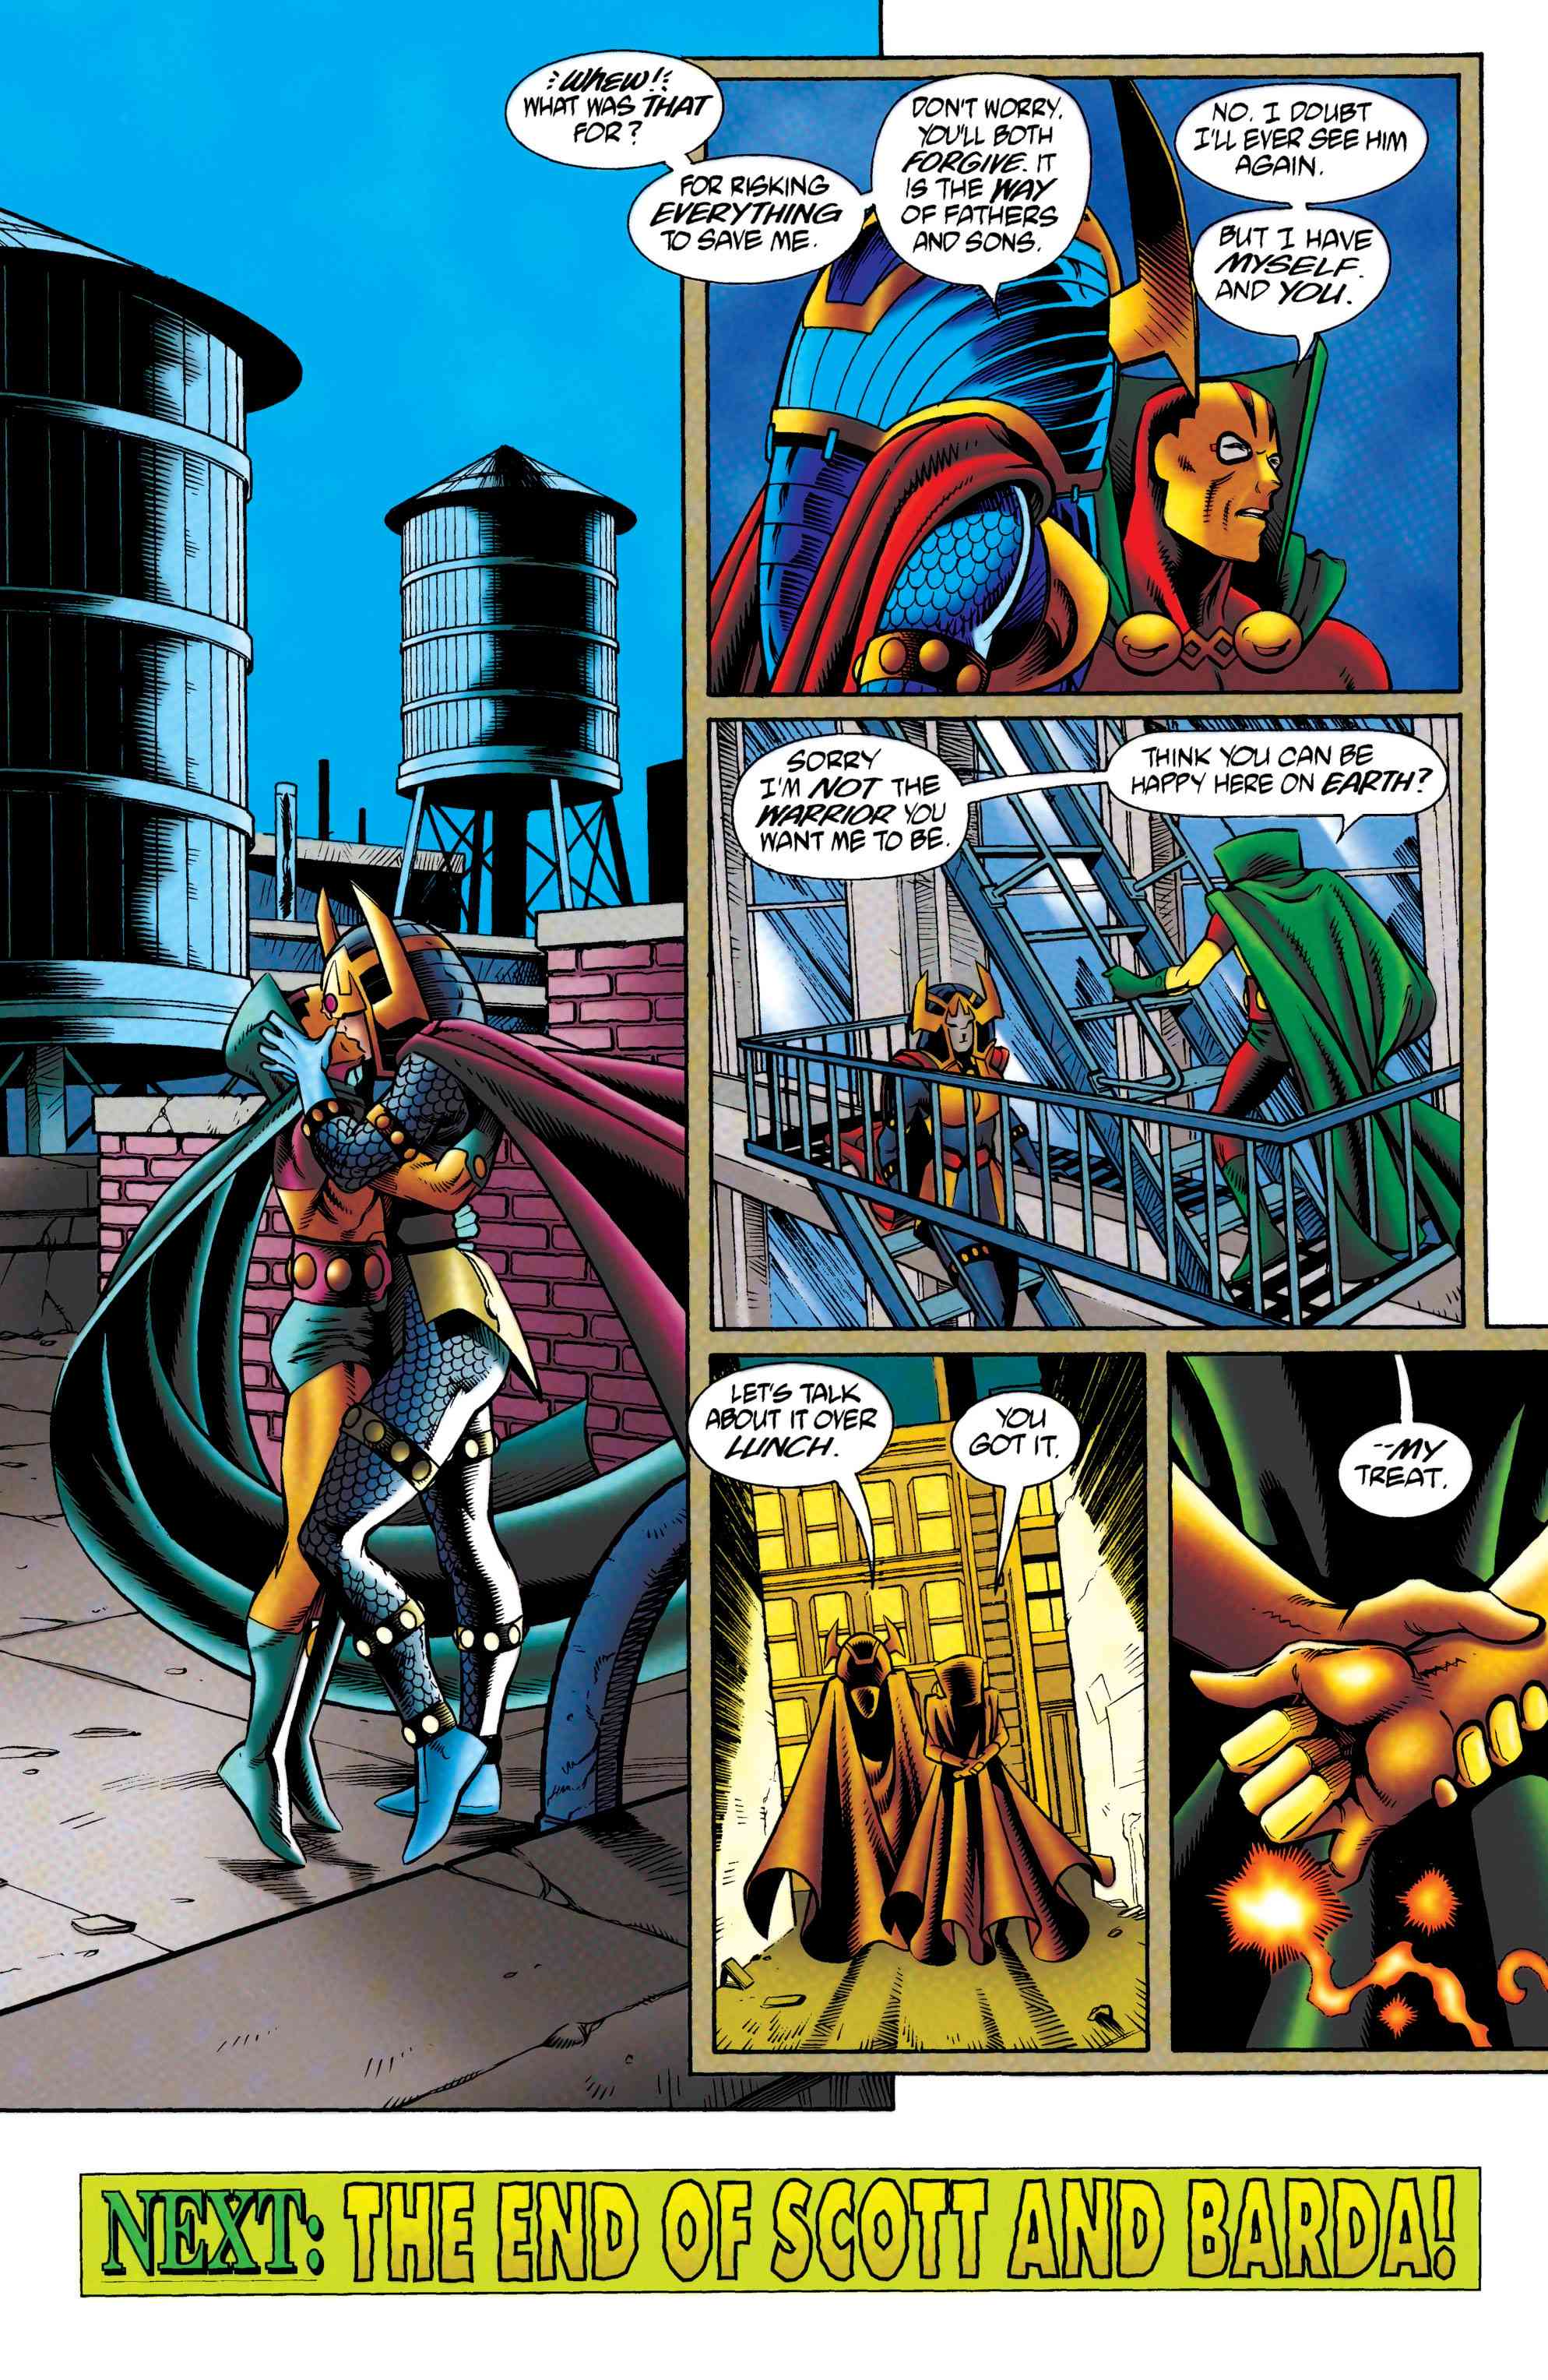 WHEW!
WHAT WAS THAT
FOR?
FOR RISKING
EVERYTHING
TO SAVE ME.
DON'T WORRY.
YOU'LL BOTH
FORGIVE. IT
IS THE WAY
OF FATHERS
AND SONS.
NO. I DOUBT
I'LL EVER SEE HIM
AGAIN.
BUT I HAVE
MYSELF.
AND YOU.
SORRY
I'M NOT THE
WARRIOR YOU
WANT ME TO BE.
THINK YOU CAN BE
HAPPY HERE ON EARTH?
LET'S TALK
ABOUT IT OVER
LUNCH.
YOU
GOT IT.
--MY
TREAT.
NEXT: THE END OF SCOTT AND BARDA!